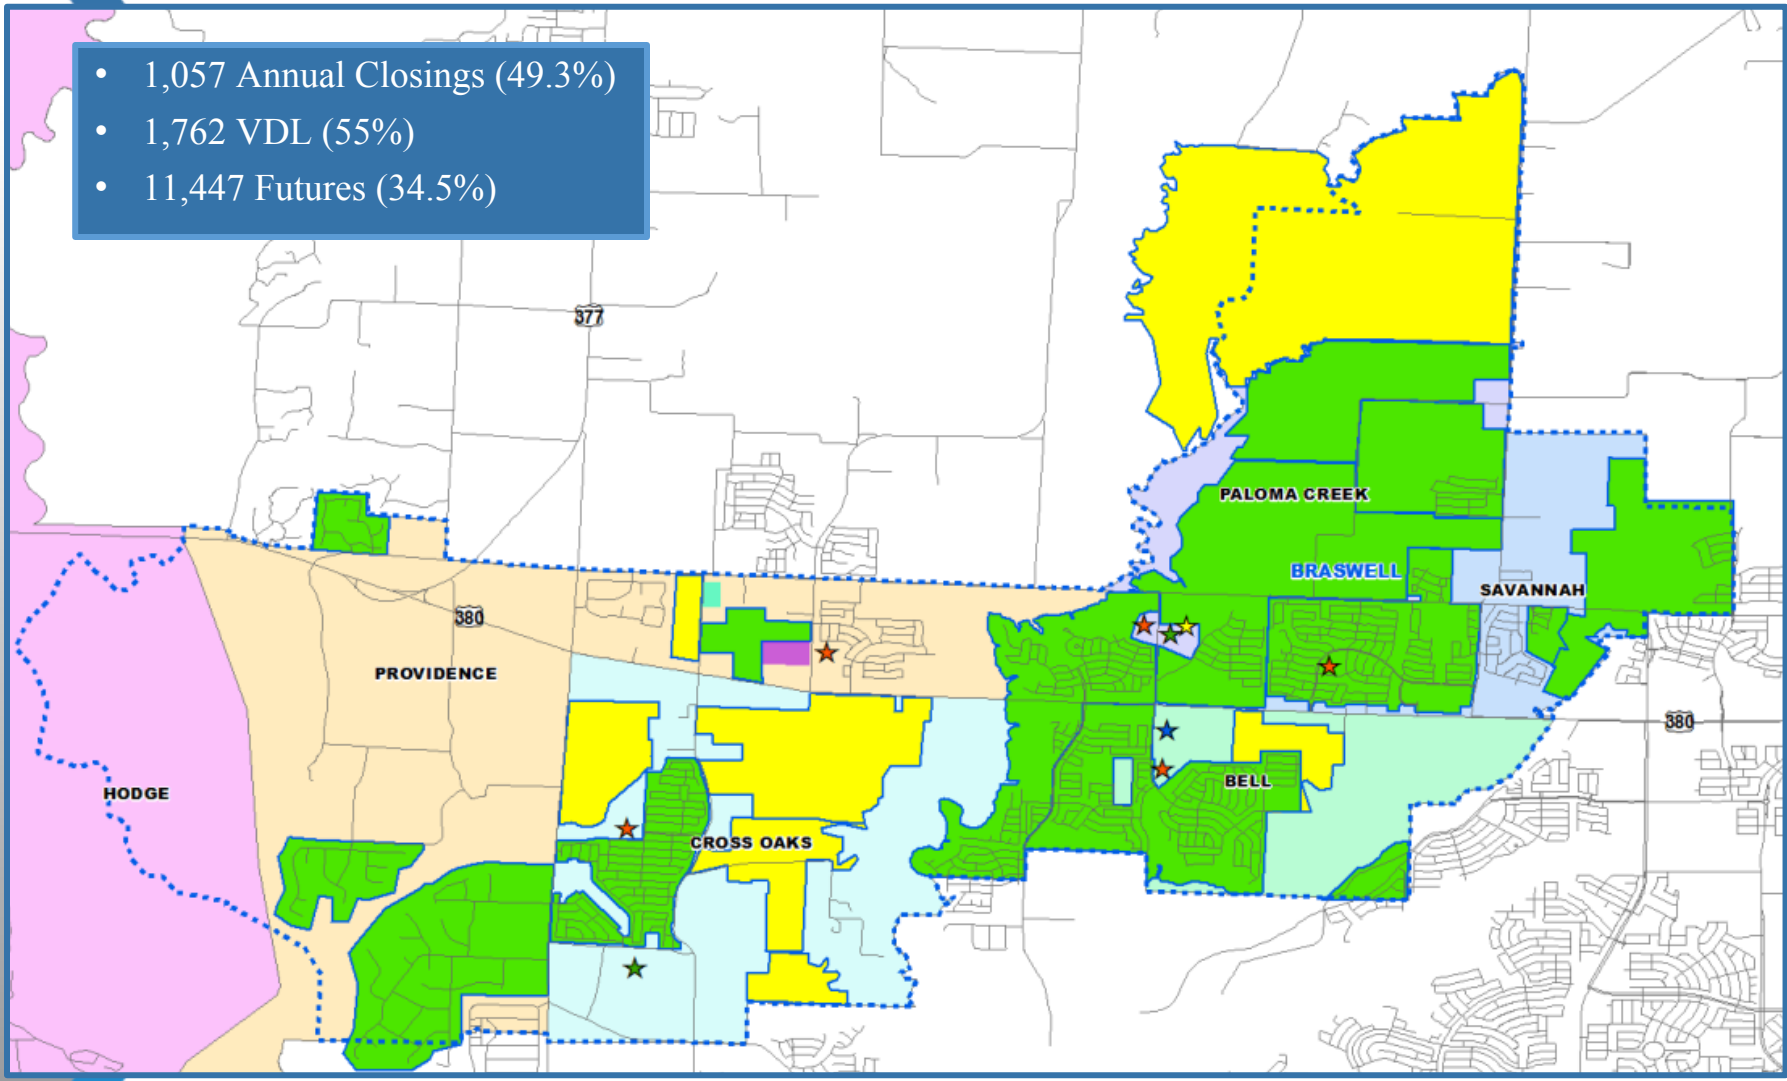 • 1,057 Annual Closings (49.3%)
• 1,762 VDL (55%)
• 11,447 Futures (34.5%)
377
PALOMA CREEK
BRASWELL
SAVANNAH
380
PROVIDENCE
380
HODGE
BELL
CROSS OAKS